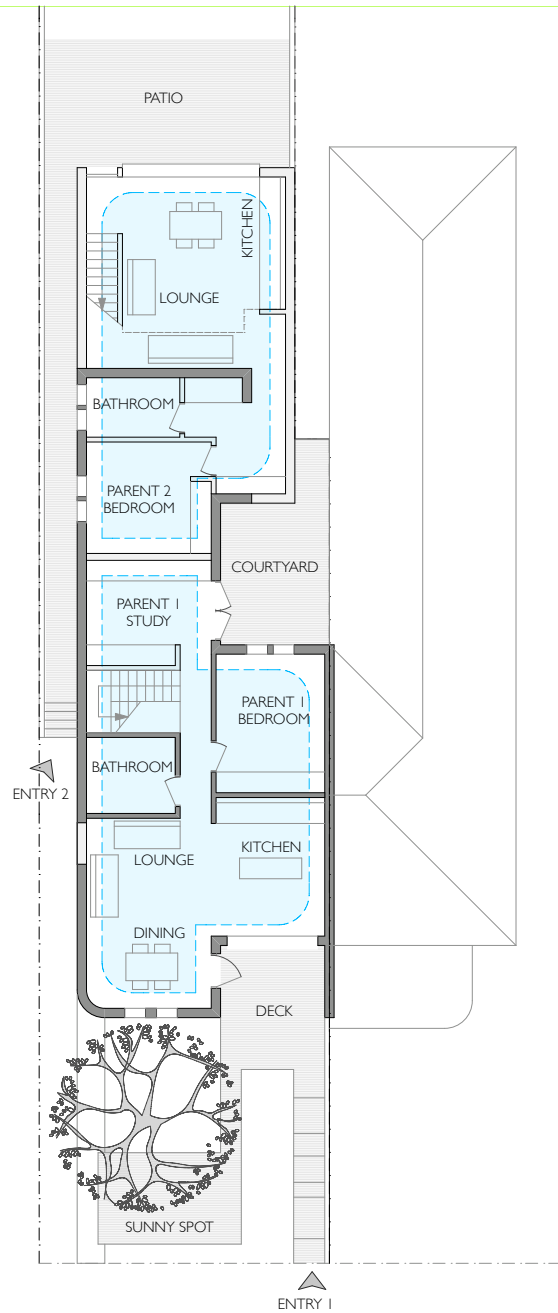 PATIO
KITCHEN
LOUNGE
BATHROOM
PARENT 2
BEDROOM
COURTYARD
PARENT 1
STUDY
PARENT 1
BEDROOM
BATHROOM
ENTRY 2
LOUNGE
KITCHEN
DINING
DECK
SUNNY SPOT
ENTRY 1